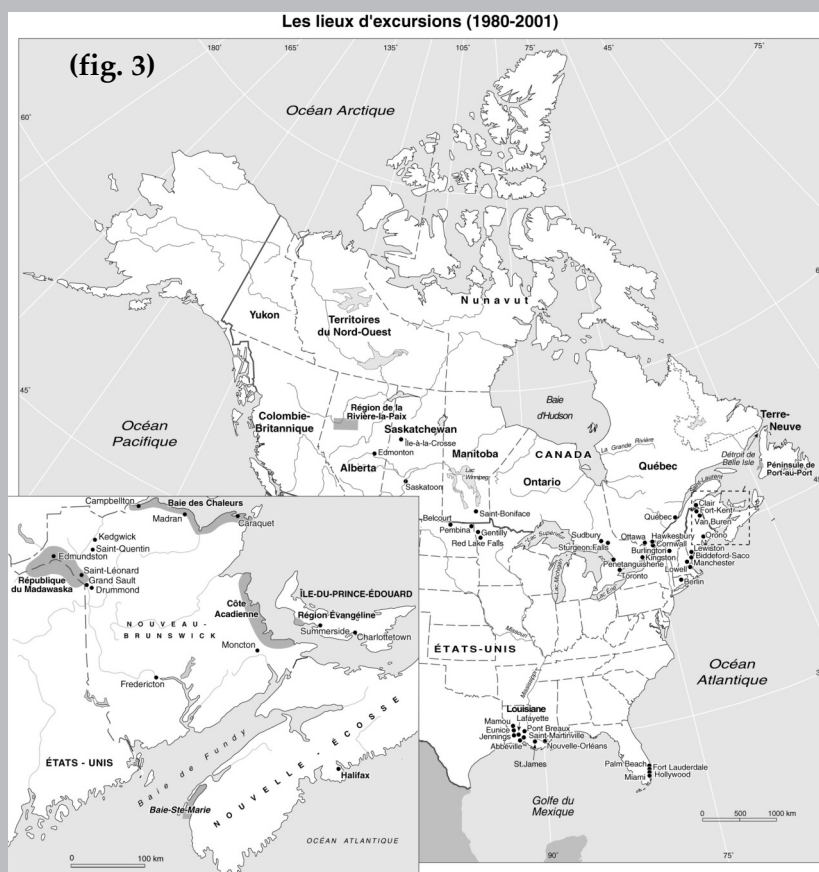 Les lieux d'excursions (1980-2001)
(fig. 3)
180°
165°
135°
105°
75°
45°
75°
60°
45°
Océan Arctique
Nunavut
Yukon
Territoires
du Nord-Ouest
Océan
Pacifique
Colombie-
Britannique
Région de la
Rivière-la-Paix
Saskatchewan
Île-à-la-Crosse
Edmonton
Alberta
Saskatoon
Manitoba
Lac
Winnipeg
Saint-Boniface
CANADA
Ontario
Baie
d'Hudson
La Grande Rivière
Québec
Terre-
Neuve
Détroit de
Belle Isle
Péninsule de
Port-au-Port
Saint-Laurent
Clair
Fort-Kent
Van Buren
Québec
Orono
Belcourt
Pembina
Gentilly
Red Lake Falls
Lac Supérieur
Sudbury
Sturgeon Falls
Ottawa
Hawkesbury
Cornwall
Burlington
Kingston
Penetanguishene
Toronto
Lewiston
Biddeford-Saco
Manchester
Lowell
Berlin
Lac Michigan
Lac Érié
Missouri
Mississippi
ÉTATS-UNIS
Océan
Atlantique
Louisiane
Lafayette
Mamou
Eunice
Jennings
Abbeville
Pont Breaux
Saint-Martinville
Nouvelle-Orléans
St.James
Palm Beach
Fort Lauderdale
Miami
Hollywood
Golfe du
Mexique
0 500 1000 km
90°
75°
Campbellton
Baie des Chaleurs
Madran
Caraquet
Kedgwick
Saint-Quentin
Edmundston
Saint-Léonard
République
du Madawaska
Grand Sault
Drummond
NOUVEAU-
BRUNSWICK
Côte
Acadienne
ÎLE-DU-PRINCE-ÉDOUARD
Région Évangéline
Summerside
Charlottetown
Moncton
Fredericton
ÉTATS - UNIS
Baie de Fundy
NOUVELLE - ÉCOSSE
Halifax
Baie-Ste-Marie
OCÉAN ATLANTIQUE
0 100 km